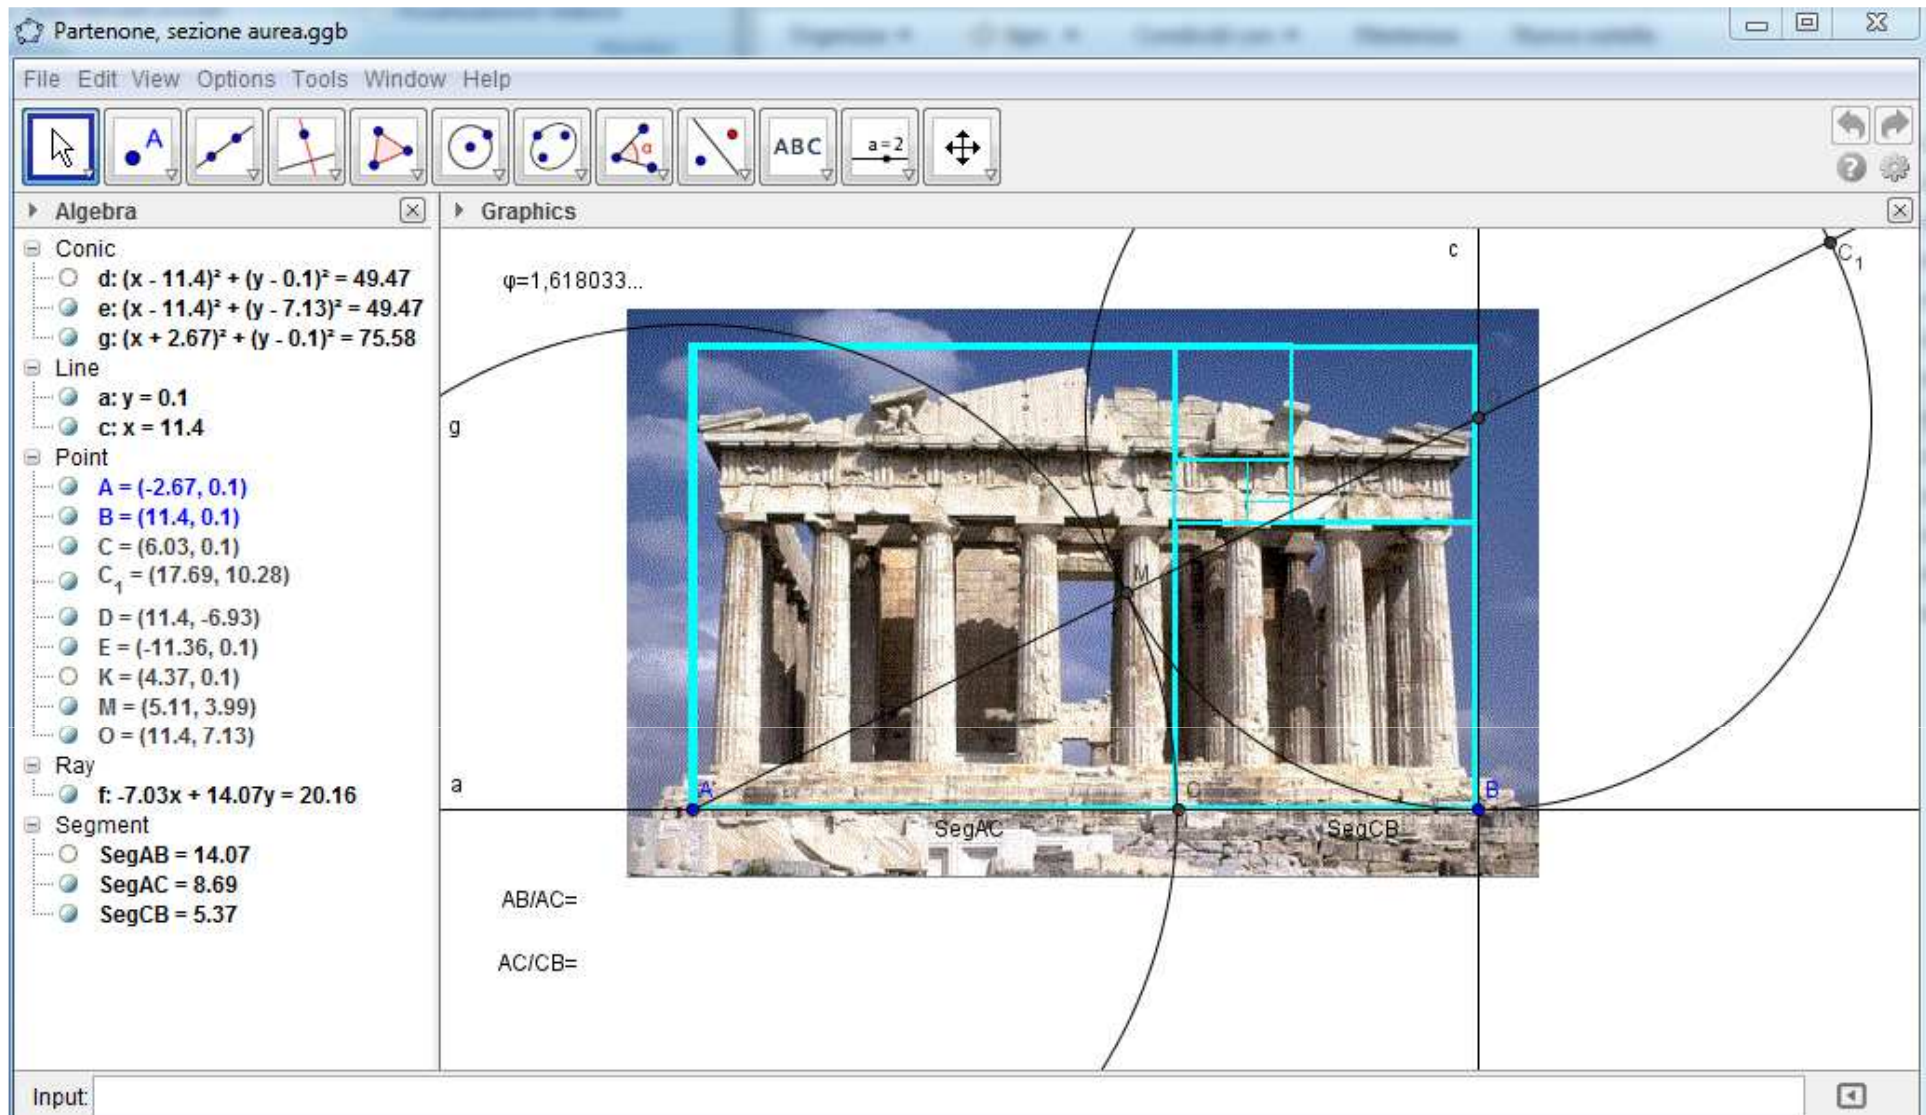 Partenone, sezione aurea.ggb
File Edit View Options Tools Window Help
A
α
ABC
a=2
Algebra
Graphics
Conic
d: (x - 11.4)² + (y - 0.1)² = 49.47
e: (x - 11.4)² + (y - 7.13)² = 49.47
g: (x + 2.67)² + (y - 0.1)² = 75.58
Line
a: y = 0.1
c: x = 11.4
Point
A = (-2.67, 0.1)
B = (11.4, 0.1)
C = (6.03, 0.1)
C₁ = (17.69, 10.28)
D = (11.4, -6.93)
E = (-11.36, 0.1)
K = (4.37, 0.1)
M = (5.11, 3.99)
O = (11.4, 7.13)
Ray
f: -7.03x + 14.07y = 20.16
Segment
SegAB = 14.07
SegAC = 8.69
SegCB = 5.37
c
C₁
φ=1,618033...
g
M
a
A
C
B
SegAC
SegCB
AB/AC=
AC/CB=
Input: